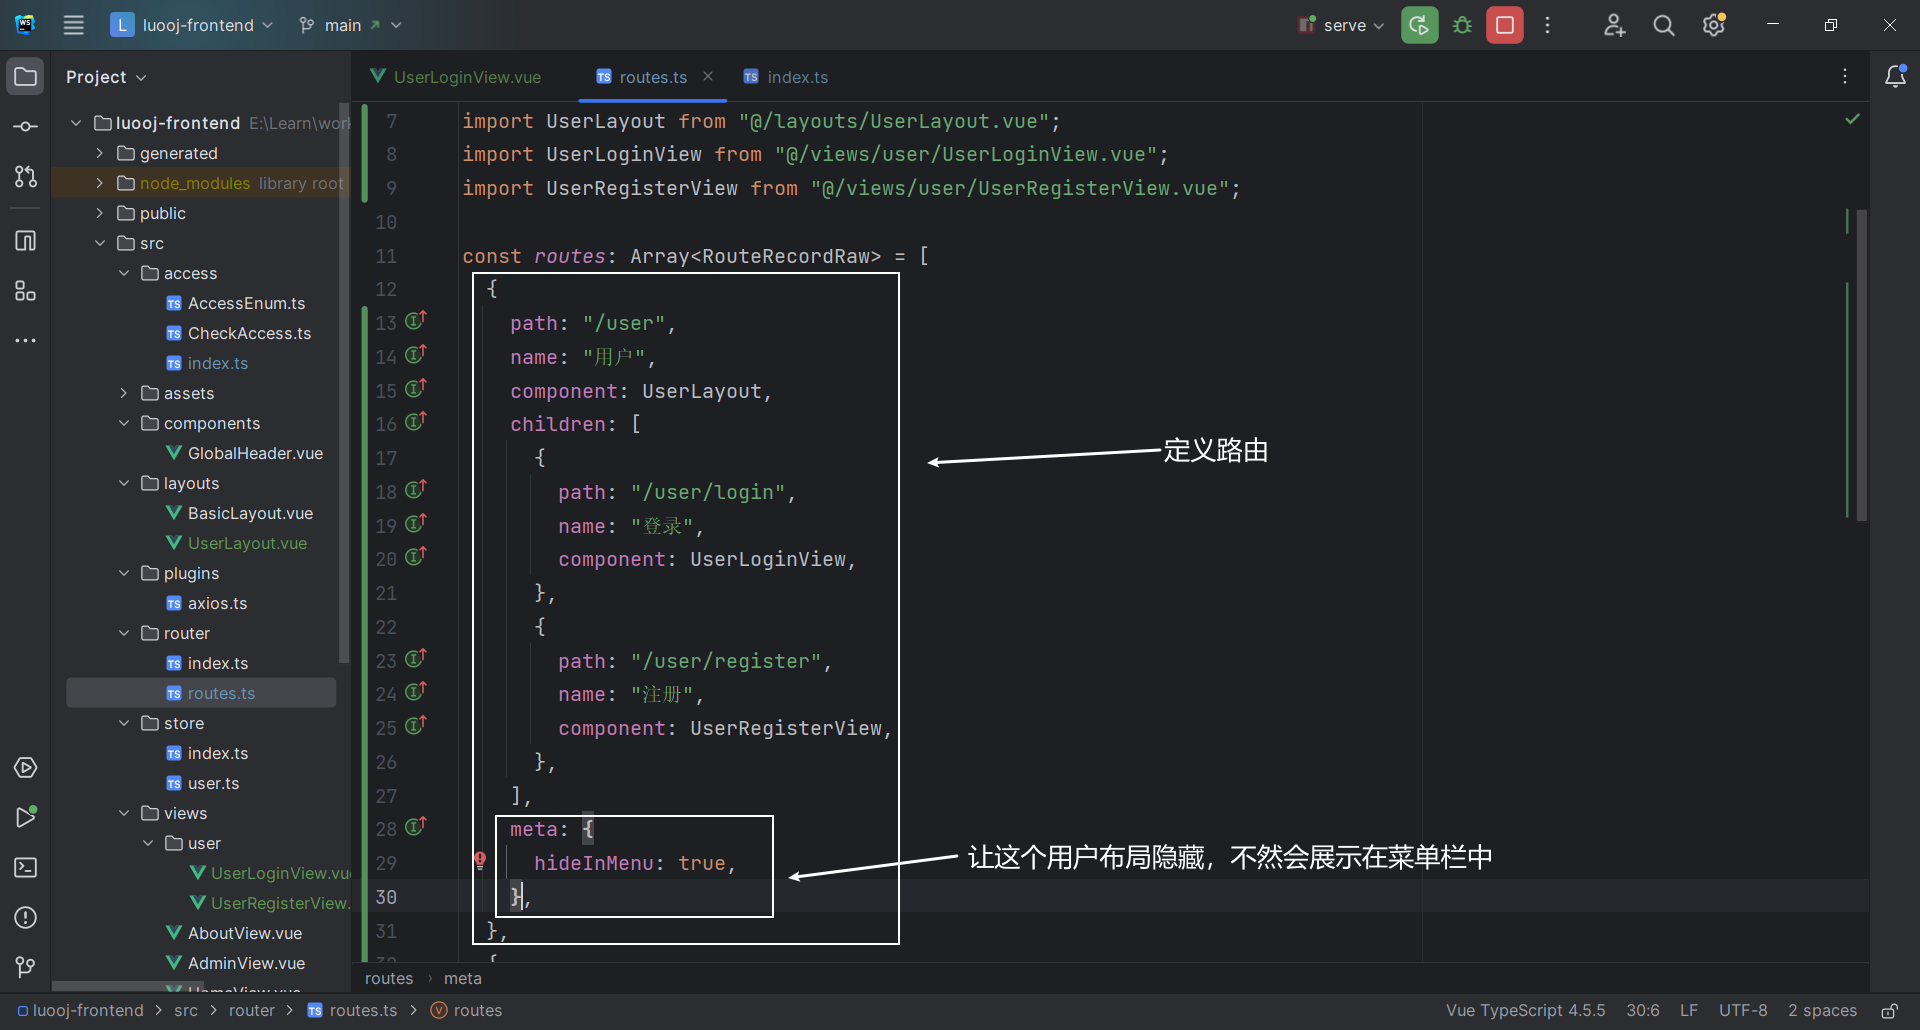 luooj-frontend
main
serve
Project
UserLoginView.vue
routes.ts
index.ts
luooj-frontend E:\Learn\work
generated
node_modules library root
public
src
access
AccessEnum.ts
CheckAccess.ts
index.ts
assets
components
GlobalHeader.vue
layouts
BasicLayout.vue
UserLayout.vue
plugins
axios.ts
router
index.ts
routes.ts
store
index.ts
user.ts
views
user
UserLoginView.vue
UserRegisterView.
AboutView.vue
AdminView.vue
HomeView.vue
7 import UserLayout from "@/layouts/UserLayout.vue";
8 import UserLoginView from "@/views/user/UserLoginView.vue";
9 import UserRegisterView from "@/views/user/UserRegisterView.vue";
10
11 const routes: Array<RouteRecordRaw> = [
12 {
13 path: "/user",
14 name: "用户",
15 component: UserLayout,
16 children: [
17 {
18 path: "/user/login",
19 name: "登录",
20 component: UserLoginView,
21 },
22 {
23 path: "/user/register",
24 name: "注册",
25 component: UserRegisterView,
26 },
27 ],
28 meta: {
29 hideInMenu: true,
30 },
31 },
32 {
定义路由
让这个用户布局隐藏，不然会展示在菜单栏中
routes › meta
luooj-frontend > src > router > routes.ts > routes
Vue TypeScript 4.5.5 30:6 LF UTF-8 2 spaces